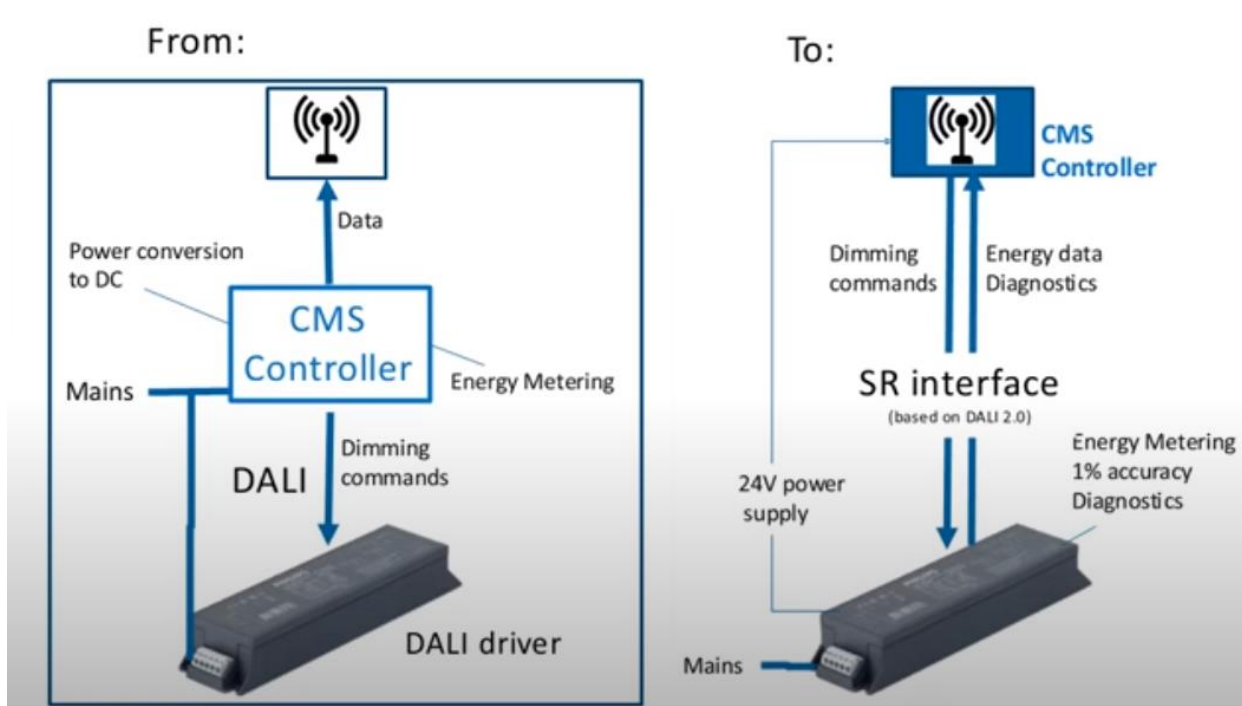 From:
To:
CMS
Controller
Data
Power conversion
to DC
CMS
Controller
Mains
Energy Metering
Dimming
commands
DALI
DALI driver
Dimming
commands
Energy data
Diagnostics
SR interface
(based on DALI 2.0)
Energy Metering
1% accuracy
Diagnostics
24V power
supply
Mains